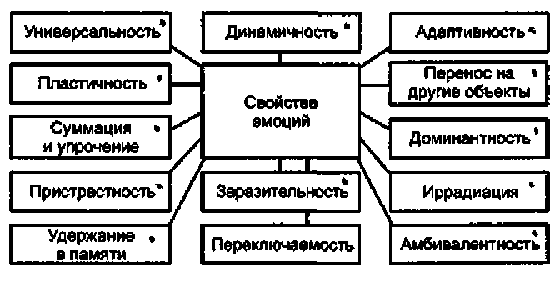 Универсальность
Динамичность
Адаптивность
Пластичность
Свойства
эмоций
Перенос на
другие объекты
Суммация
и упрочение
Доминантность
Пристрастность
Заразительность
Иррадиация
Удержание
в памяти
Переключаемость
Амбивалентность